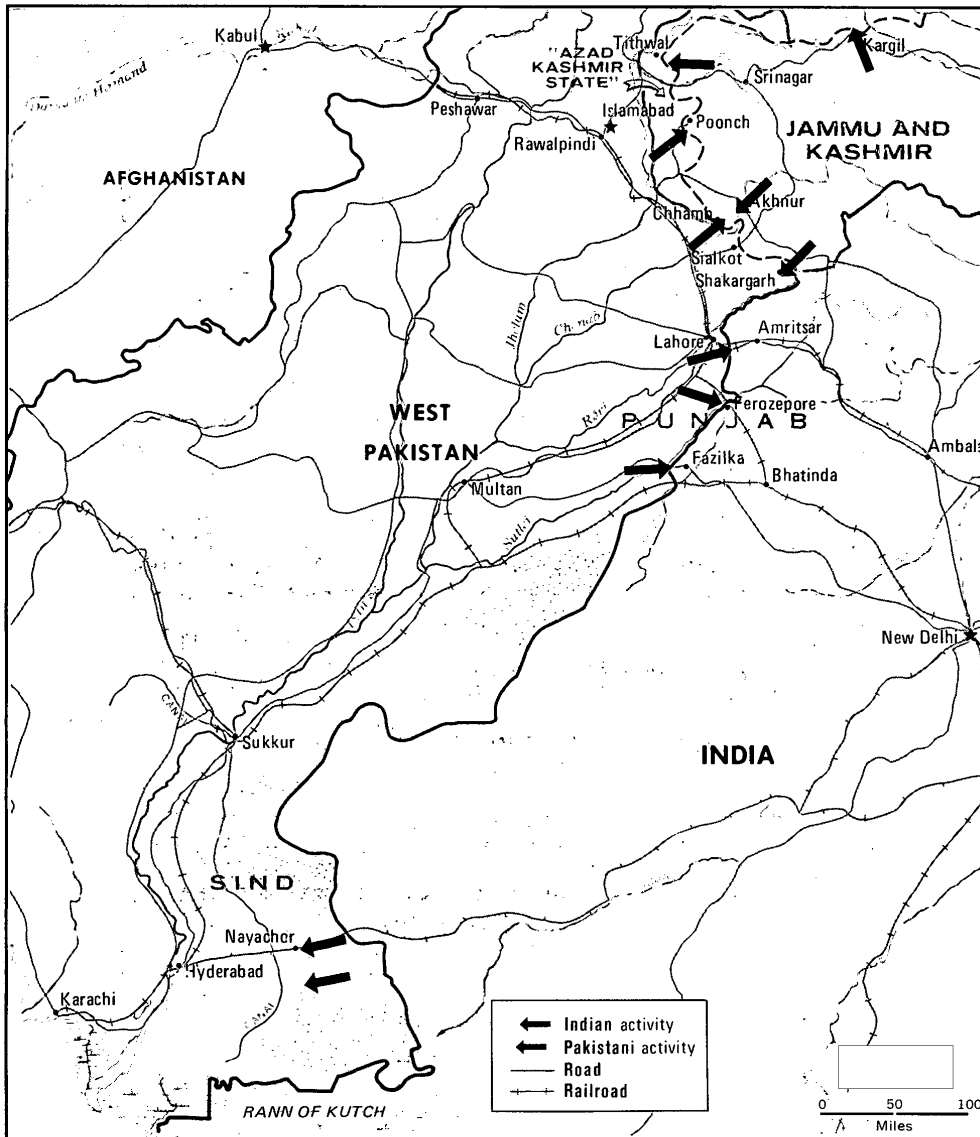 Kabul
Tithwal
Kargil
"AZAD
KASHMIR
STATE"
Srinagar
Peshawar
Islamabad
Poonch
Rawalpindi
JAMMU AND
KASHMIR
AFGHANISTAN
Chhamb
Akhnur
Sialkot
Shakargarh
Jhelum
Chenab
Lahore
Amritsar
Ravi
WEST
PAKISTAN
Ferozepore
PUNJAB
Fazilka
Ambala
Multan
Bhatinda
Sutlej
New Delhi
Sukkur
INDIA
SIND
Nayachor
Hyderabad
Karachi
CANAL
Indian activity
Pakistani activity
Road
Railroad
RANN OF KUTCH
0 50 100
Miles